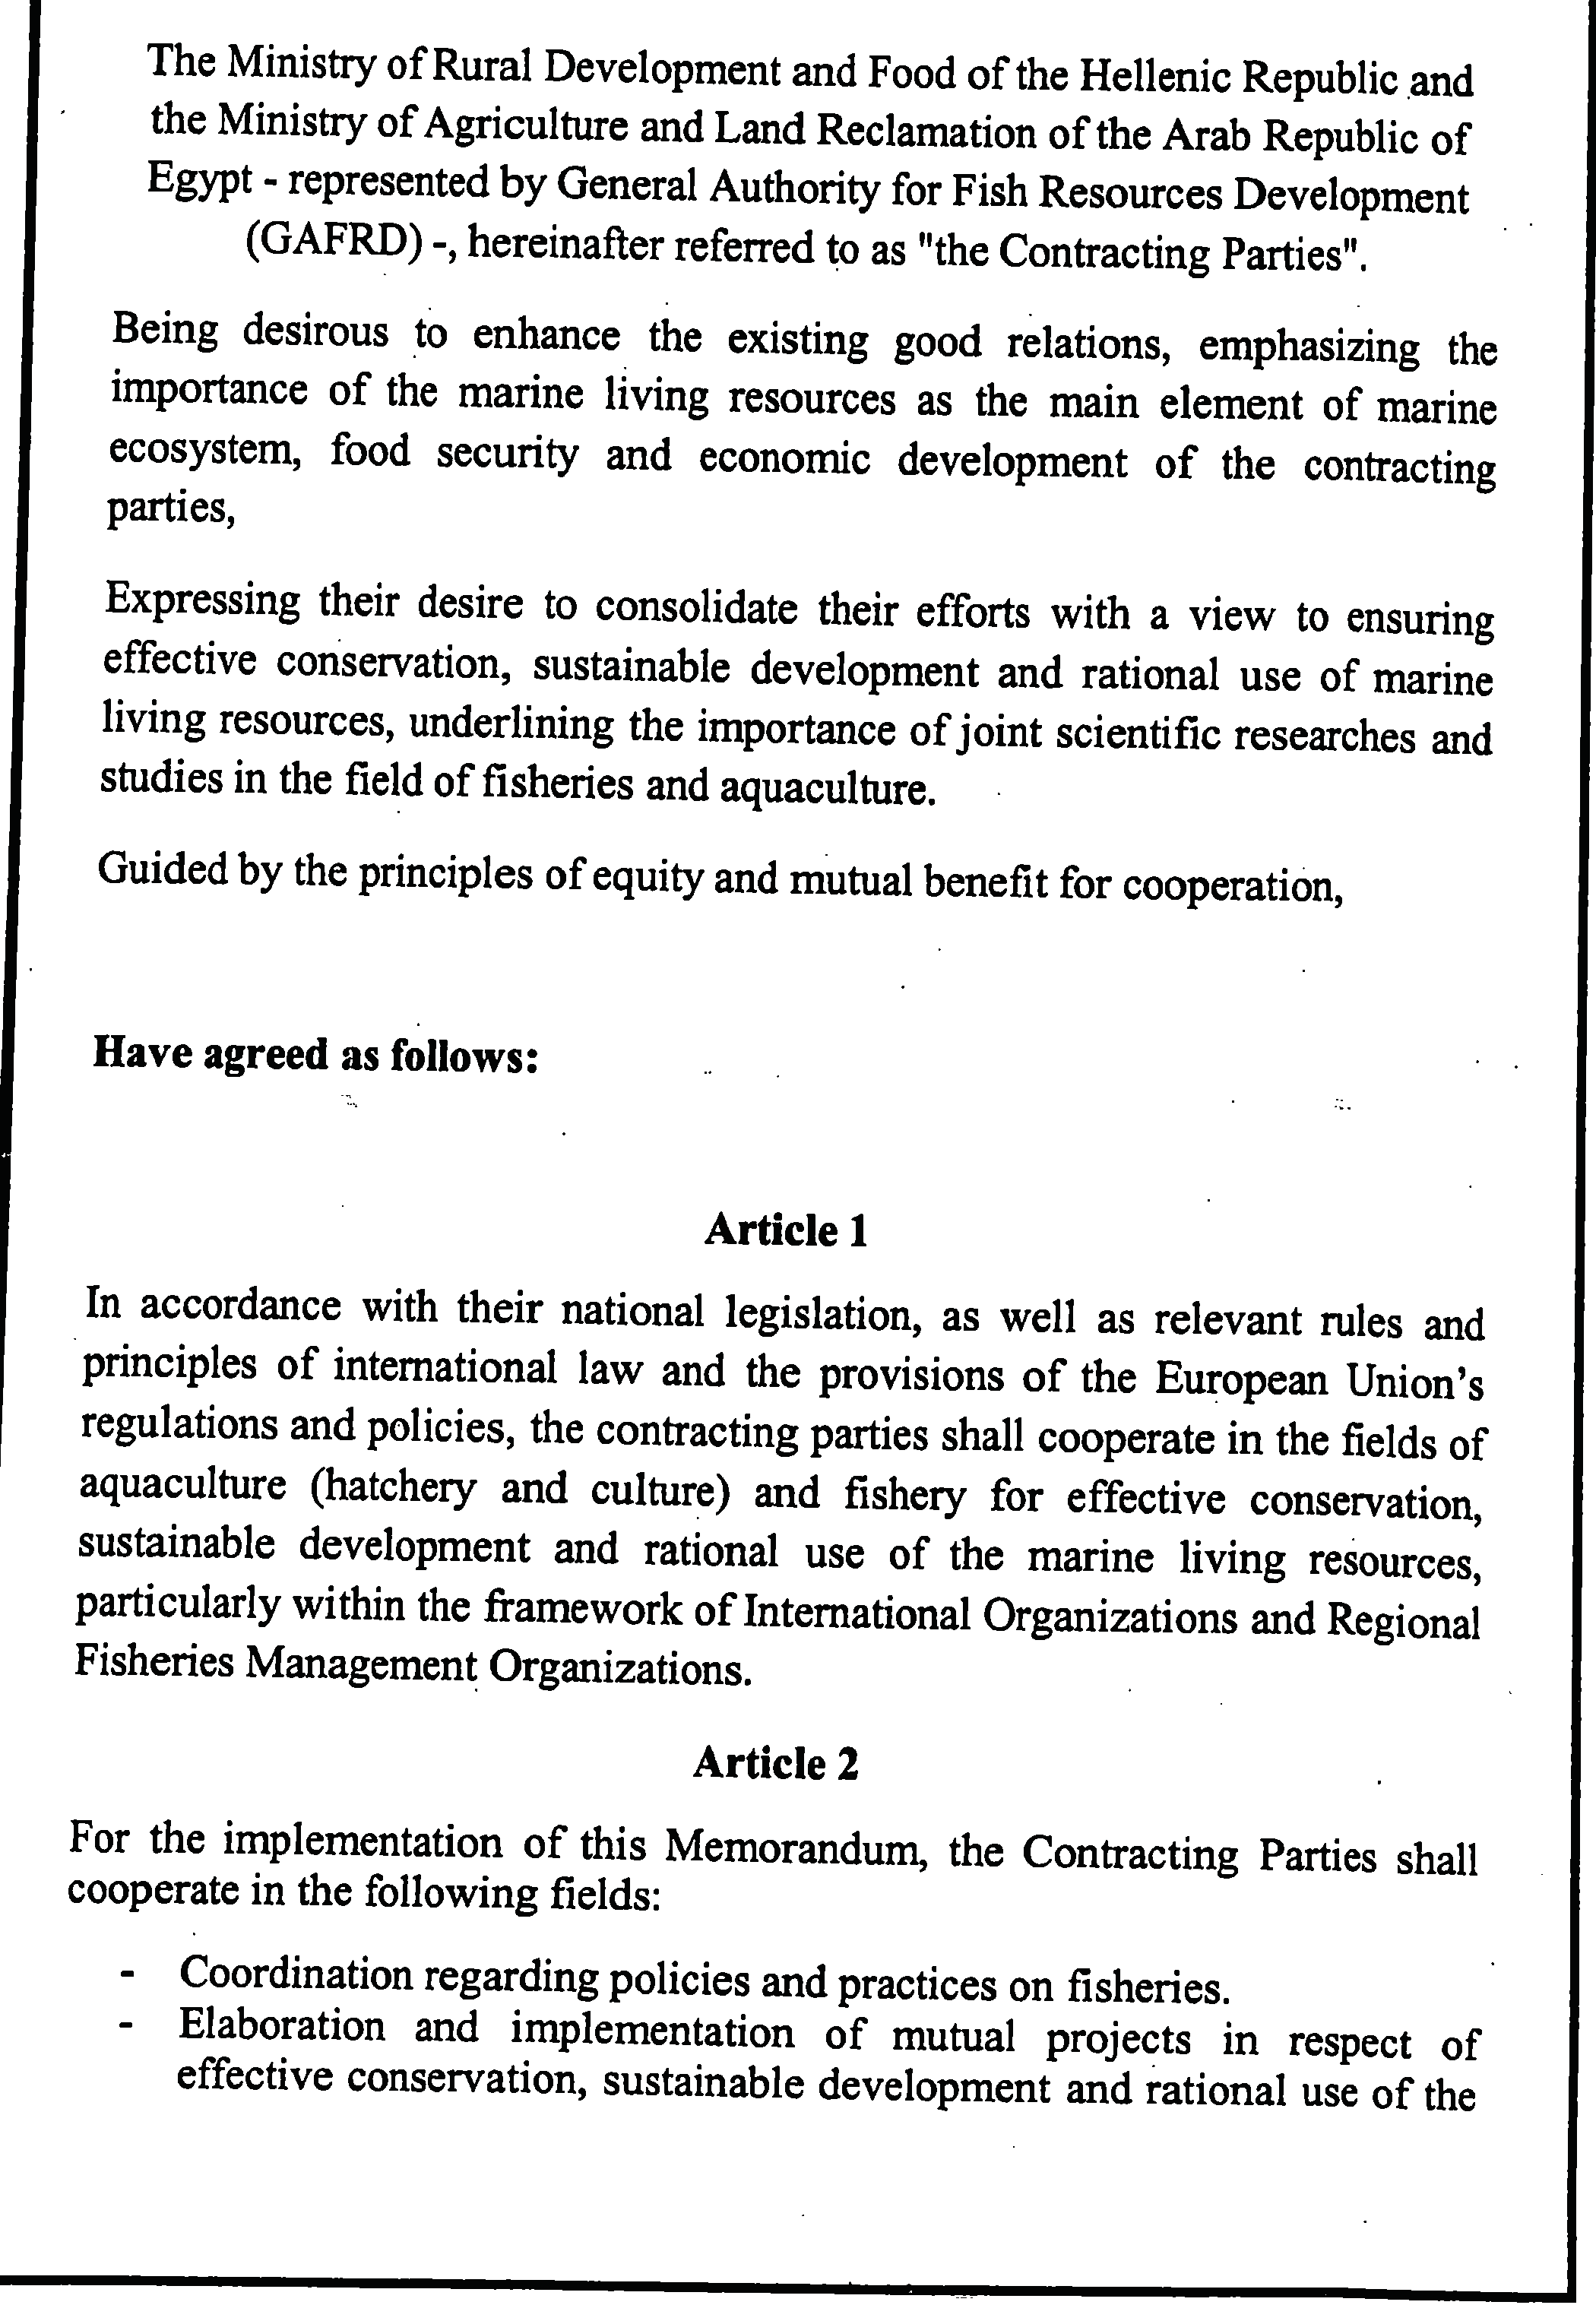 The Ministry of Rural Development and Food of the Hellenic Republic and
the Ministry of Agriculture and Land Reclamation of the Arab Republic of
Egypt - represented by General Authority for Fish Resources Development
(GAFRD) -, hereinafter referred to as "the Contracting Parties".
Being desirous to enhance the existing good relations, emphasizing the
importance of the marine living resources as the main element of marine
ecosystem, food security and economic development of the contracting
parties,
Expressing their desire to consolidate their efforts with a view to ensuring
effective conservation, sustainable development and rational use of marine
living resources, underlining the importance of joint scientific researches and
studies in the field of fisheries and aquaculture.
Guided by the principles of equity and mutual benefit for cooperation,
Have agreed as follows:
Article 1
In accordance with their national legislation, as well as relevant rules and
principles of international law and the provisions of the European Union's
regulations and policies, the contracting parties shall cooperate in the fields of
aquaculture (hatchery and culture) and fishery for effective conservation,
sustainable development and rational use of the marine living resources,
particularly within the framework of International Organizations and Regional
Fisheries Management Organizations.
Article 2
For the implementation of this Memorandum, the Contracting Parties shall
cooperate in the following fields:
- Coordination regarding policies and practices on fisheries.
- Elaboration and implementation of mutual projects in respect of
effective conservation, sustainable development and rational use of the